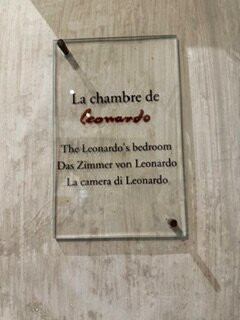 La chambre de
Leonardo
The Leonardo's bedroom
Das Zimmer von Leonardo
La camera di Leonardo